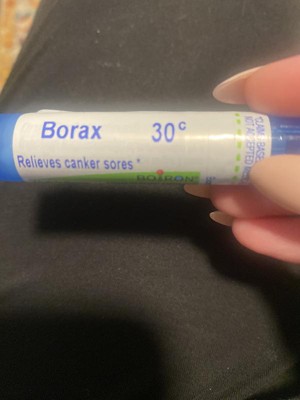 Borax 30c
Relieves canker sores*
BOIRON